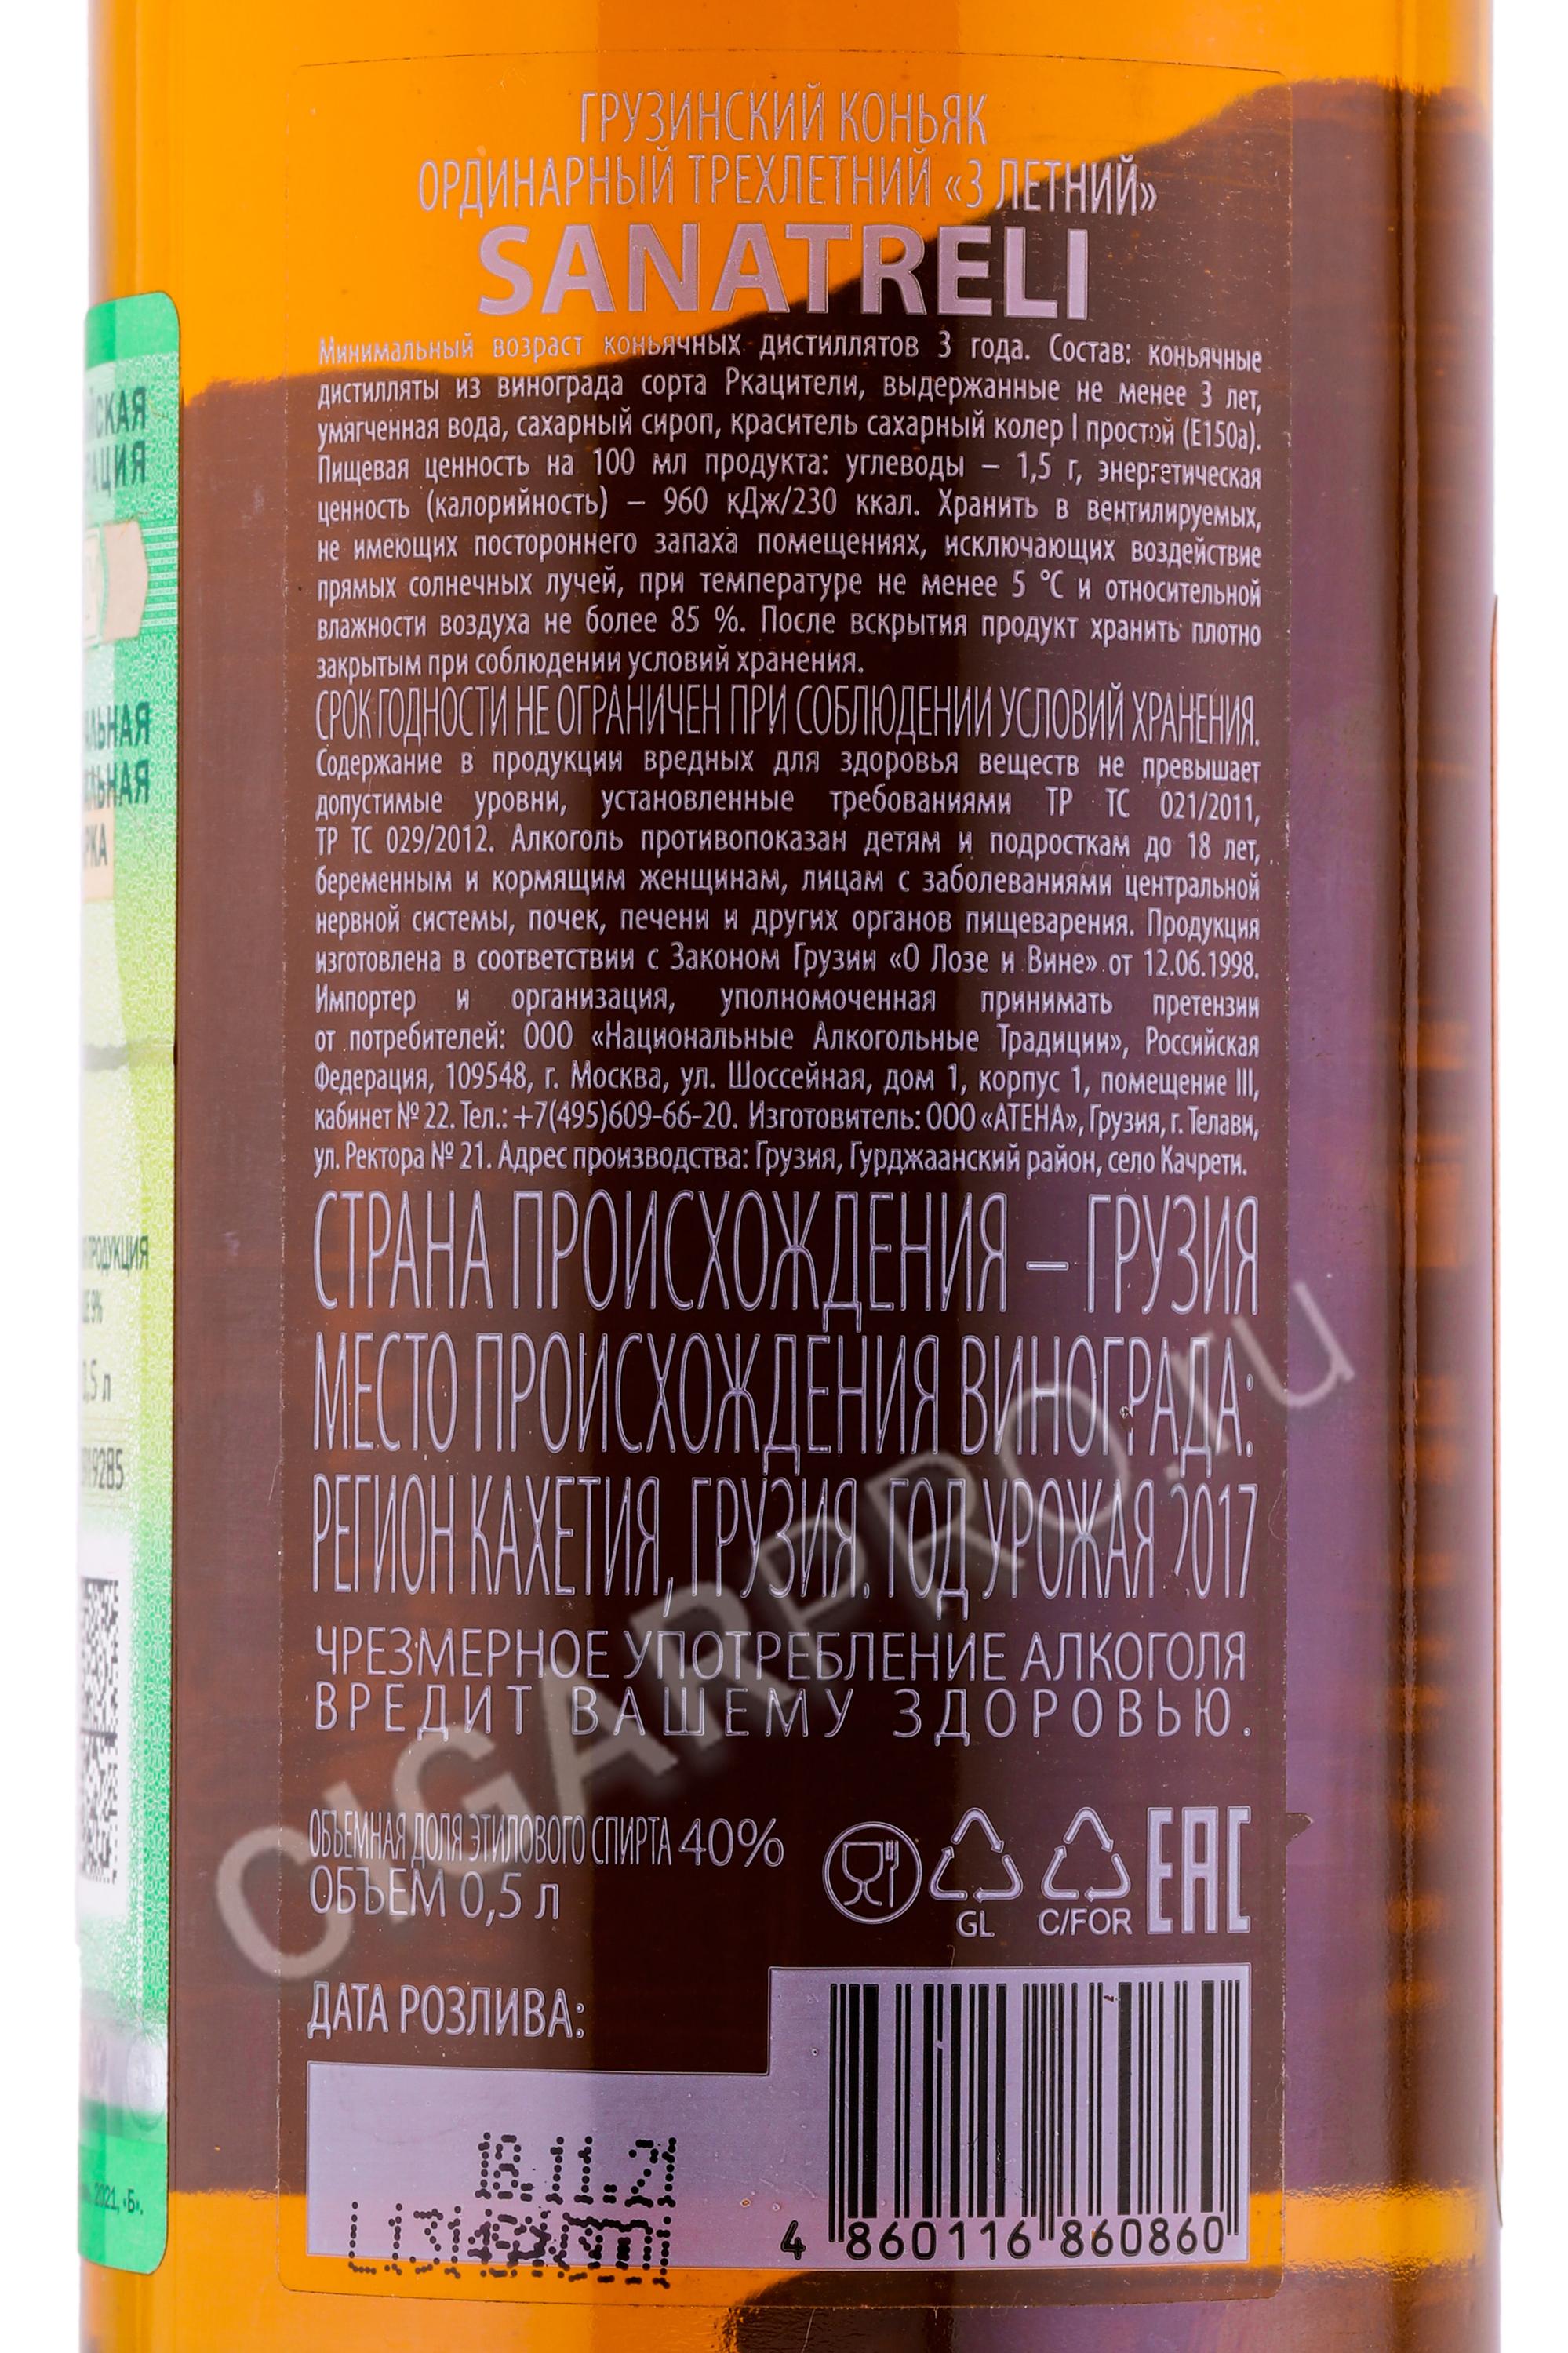 ГРУЗИНСКИЙ КОНЬЯК
ОРДИНАРНЫЙ ТРЕХЛЕТНИЙ «3 ЛЕТНИЙ»
SANATRELI
Минимальный возраст коньячных дистиллятов 3 года. Состав: коньячные
дистилляты из винограда сорта Ркацители, выдержанные не менее 3 лет,
умягченная вода, сахарный сироп, краситель сахарный колер I простой (Е150а).
Пищевая ценность на 100 мл продукта: углеводы – 1,5 г, энергетическая
ценность (калорийность) – 960 кДж/230 ккал. Хранить в вентилируемых,
не имеющих постороннего запаха помещениях, исключающих воздействие
прямых солнечных лучей, при температуре не менее 5 °С и относительной
влажности воздуха не более 85 %. После вскрытия продукт хранить плотно
закрытым при соблюдении условий хранения.
СРОК ГОДНОСТИ НЕ ОГРАНИЧЕН ПРИ СОБЛЮДЕНИИ УСЛОВИЙ ХРАНЕНИЯ.
Содержание в продукции вредных для здоровья веществ не превышает
допустимые уровни, установленные требованиями ТР ТС 021/2011,
ТР ТС 029/2012. Алкоголь противопоказан детям и подросткам до 18 лет,
беременным и кормящим женщинам, лицам с заболеваниями центральной
нервной системы, почек, печени и других органов пищеварения. Продукция
изготовлена в соответствии с Законом Грузии «О Лозе и Вине» от 12.06.1998.
Импортер и организация, уполномоченная принимать претензии
от потребителей: ООО «Национальные Алкогольные Традиции», Российская
Федерация, 109548, г. Москва, ул. Шоссейная, дом 1, корпус 1, помещение III,
кабинет № 22. Тел.: +7(495)609-66-20. Изготовитель: ООО «АТЕНА», Грузия, г. Телави,
ул. Ректора № 21. Адрес производства: Грузия, Гурджаанский район, село Качрети.
СТРАНА ПРОИСХОЖДЕНИЯ – ГРУЗИЯ
МЕСТО ПРОИСХОЖДЕНИЯ ВИНОГРАДА:
РЕГИОН КАХЕТИЯ, ГРУЗИЯ. ГОД УРОЖАЯ 2017
ЧРЕЗМЕРНОЕ УПОТРЕБЛЕНИЕ АЛКОГОЛЯ
ВРЕДИТ ВАШЕМУ ЗДОРОВЬЮ.
ОБЪЕМНАЯ ДОЛЯ ЭТИЛОВОГО СПИРТА 40%
ОБЪЕМ 0,5 л
GL C/FOR EAC
ДАТА РОЗЛИВА:
18.11.21
4 860116 860860
CIGARPRO.ru
19285
2021, «Б».